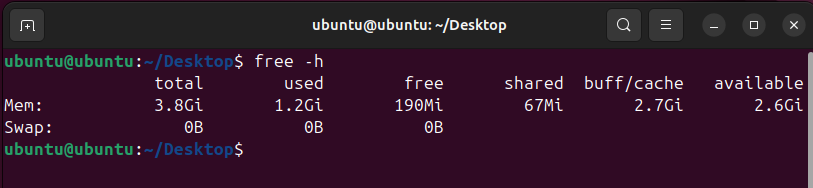 ubuntu@ubuntu: ~/Desktop
ubuntu@ubuntu:~/Desktop$ free -h
total used free shared buff/cache available
Mem: 3.8Gi 1.2Gi 190Mi 67Mi 2.7Gi 2.6Gi
Swap: 0B 0B 0B
ubuntu@ubuntu:~/Desktop$